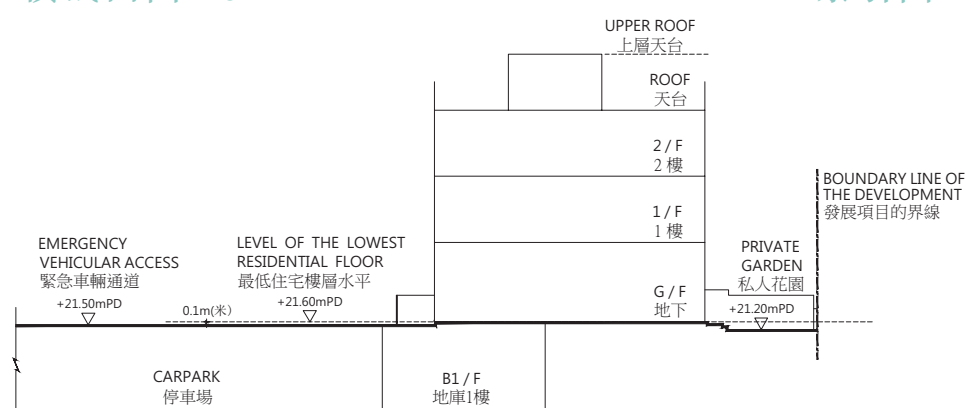 UPPER ROOF
上層天台
ROOF
天台
2 / F
2 樓
1 / F
1 樓
G / F
地下
BOUNDARY LINE OF
THE DEVELOPMENT
發展項目的界線
EMERGENCY
VEHICULAR ACCESS
緊急車輛通道
+21.50mPD
0.1m(米)
LEVEL OF THE LOWEST
RESIDENTIAL FLOOR
最低住宅樓層水平
+21.60mPD
PRIVATE
GARDEN
私人花園
+21.20mPD
CARPARK
停車場
B1 / F
地庫1樓